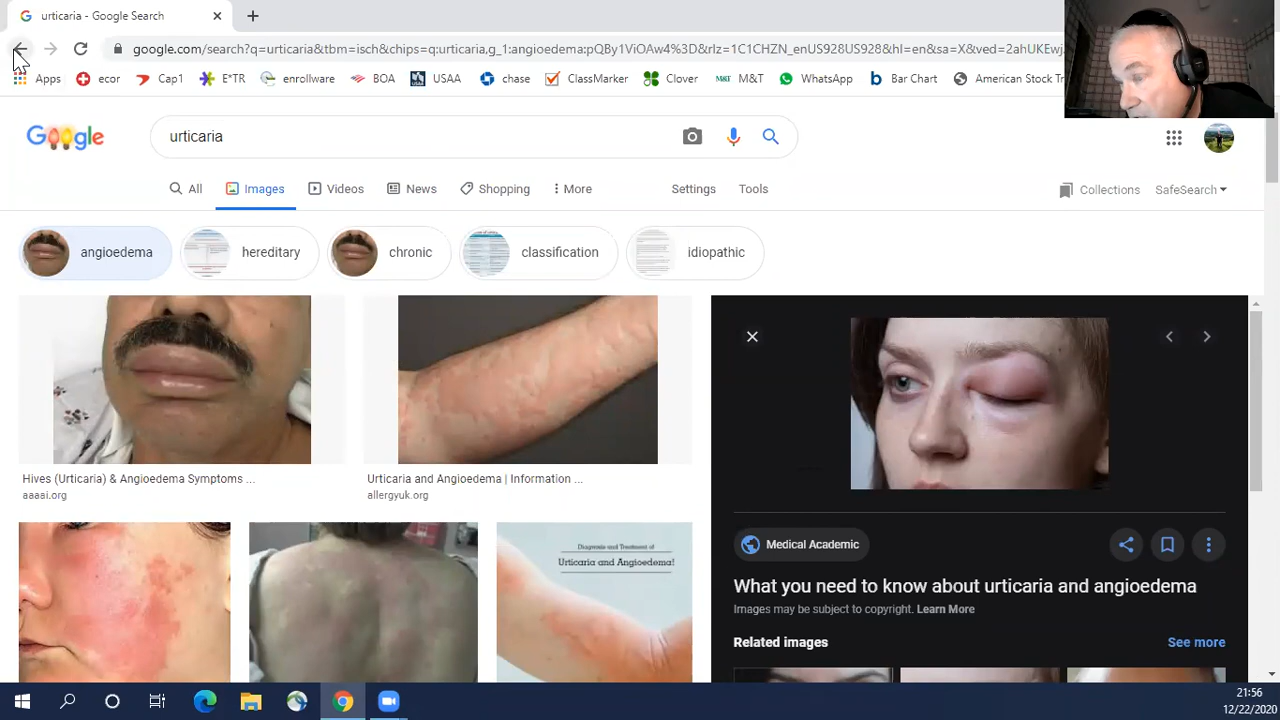 urticaria - Google Search
google.com/search?q=urticaria&tbm=isch&chips=q:urticaria,g_1:angioedema:pQBy1ViOAw4%3D&rlz=1C1CHZN_enUS928US928&hl=en&sa=X&ved=2ahUKEwj
Apps ecor Cap1 E*TR enrollware BOA USAA chase ClassMarker Clover M&T WhatsApp Bar Chart American Stock Tr
Google urticaria
All Images Videos News Shopping More Settings Tools Collections SafeSearch
angioedema hereditary chronic classification idiopathic
Hives (Urticaria) & Angioedema Symptoms ...
aaaai.org
Urticaria and Angioedema | Information ...
allergyuk.org
Diagnosis and Treatment of
Urticaria and Angioedema!
Medical Academic
What you need to know about urticaria and angioedema
Images may be subject to copyright. Learn More
Related images See more
21:56
12/22/2020